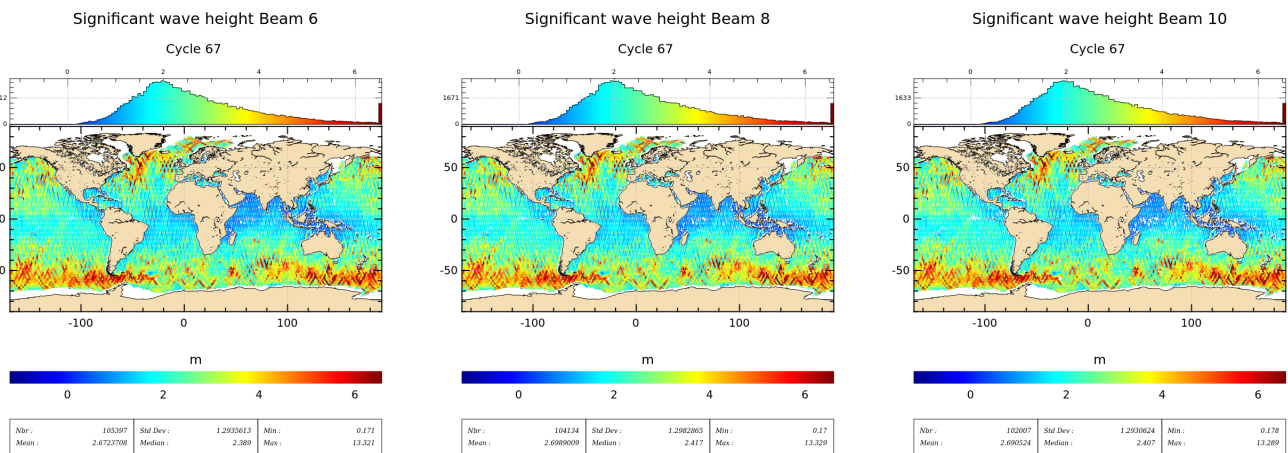 Significant wave height Beam 6
Cycle 67
0 2 4 6
12
0
50
0
-50
-100 0 100
m
0 2 4 6
Nbr : 105397 Std Dev : 1.2935613 Min : 0.171
Mean : 2.6723708 Median : 2.389 Max : 13.321
Significant wave height Beam 8
Cycle 67
0 2 4 6
1671
0
50
0
-50
-100 0 100
m
0 2 4 6
Nbr : 104134 Std Dev : 1.2982865 Min : 0.17
Mean : 2.6989009 Median : 2.417 Max : 13.329
Significant wave height Beam 10
Cycle 67
0 2 4 6
1633
0
50
0
-50
-100 0 100
m
0 2 4 6
Nbr : 102007 Std Dev : 1.2930624 Min : 0.178
Mean : 2.690524 Median : 2.407 Max : 13.289